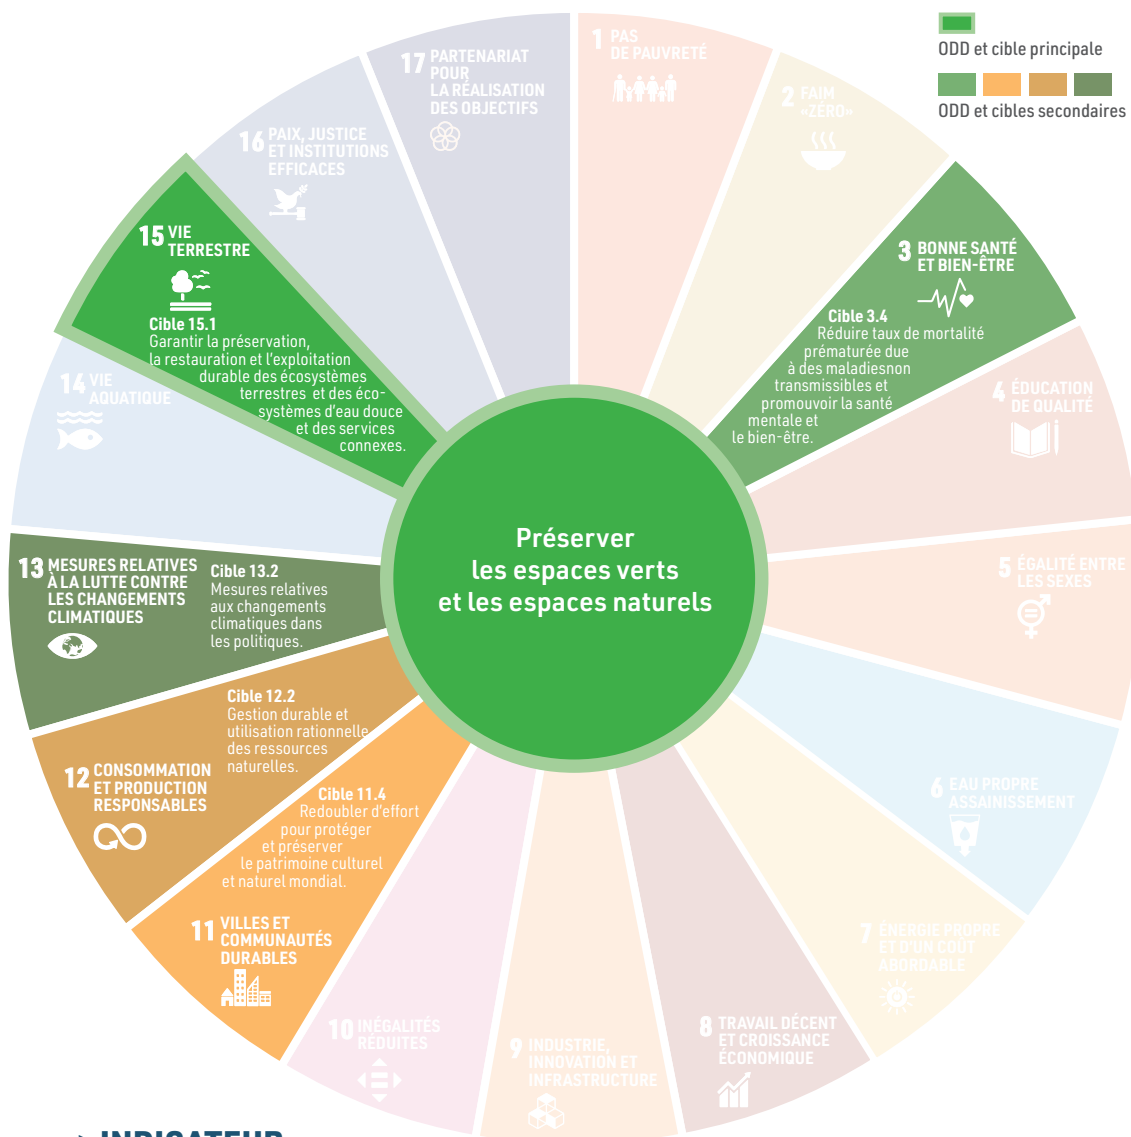 ODD et cible principale
ODD et cibles secondaires
1 PAS
DE PAUVRETÉ
2 FAIM
«ZÉRO»
3 BONNE SANTÉ
ET BIEN-ÊTRE
Cible 3.4
Réduire taux de mortalité
prématurée due
à des maladiesnon
transmissibles et
promouvoir la santé
mentale et
le bien-être.
4 ÉDUCATION
DE QUALITÉ
5 ÉGALITÉ ENTRE
LES SEXES
6 EAU PROPRE
ASSAINISSEMENT
7 ÉNERGIE PROPRE
ET D'UN COÛT
ABORDABLE
8 TRAVAIL DÉCENT
ET CROISSANCE
ÉCONOMIQUE
9 INDUSTRIE,
INNOVATION ET
INFRASTRUCTURE
10 INÉGALITÉS
RÉDUITES
11 VILLES ET
COMMUNAUTÉS
DURABLES
Cible 11.4
Redoubler d'effort
pour protéger
et préserver
le patrimoine culturel
et naturel mondial.
12 CONSOMMATION
ET PRODUCTION
RESPONSABLES
Cible 12.2
Gestion durable et
utilisation rationnelle
des ressources
naturelles.
13 MESURES RELATIVES
À LA LUTTE CONTRE
LES CHANGEMENTS
CLIMATIQUES
Cible 13.2
Mesures relatives
aux changements
climatiques dans
les politiques.
14 VIE
AQUATIQUE
15 VIE
TERRESTRE
Cible 15.1
Garantir la préservation,
la restauration et l'exploitation
durable des écosystèmes
terrestres et des éco-
systèmes d'eau douce
et des services
connexes.
16 PAIX, JUSTICE
ET INSTITUTIONS
EFFICACES
17 PARTENARIAT
POUR
LA RÉALISATION
DES OBJECTIFS
Préserver
les espaces verts
et les espaces naturels
INDICATEUR